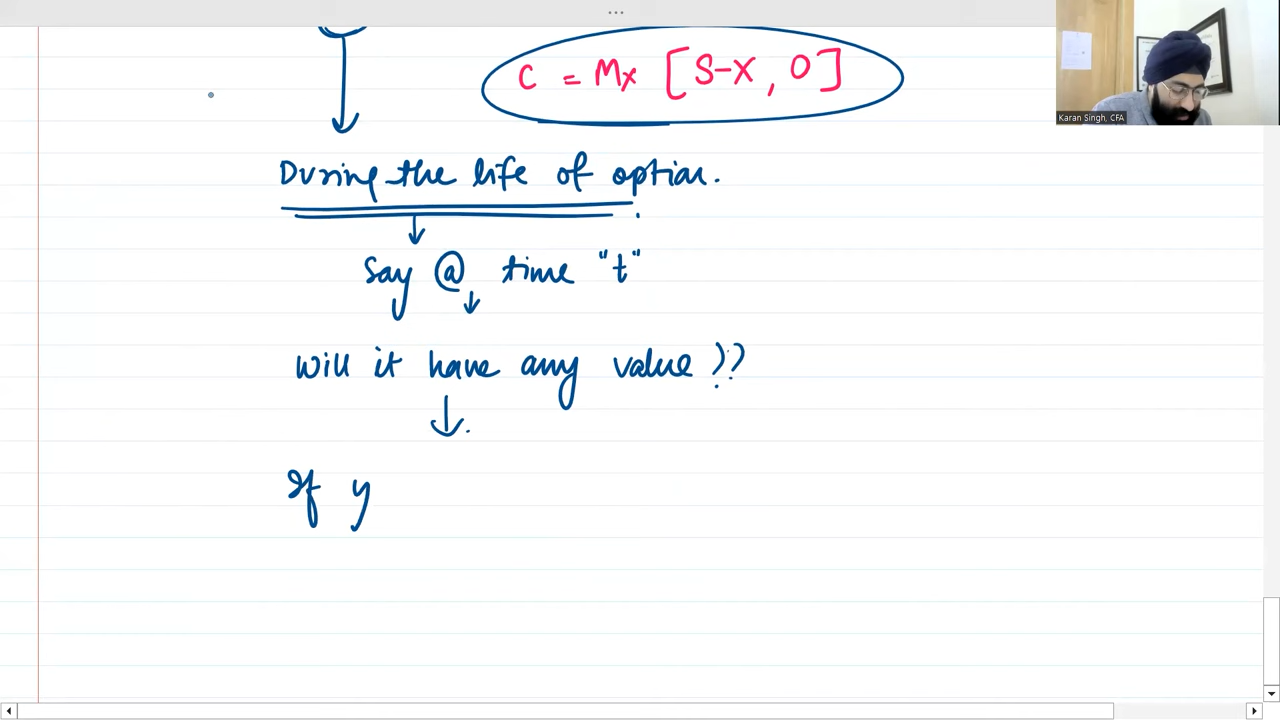 C = Mx [S-X, 0]
Karan Singh, CFA
During the life of option.
Say @ time "t"
Will it have any value ??
If y